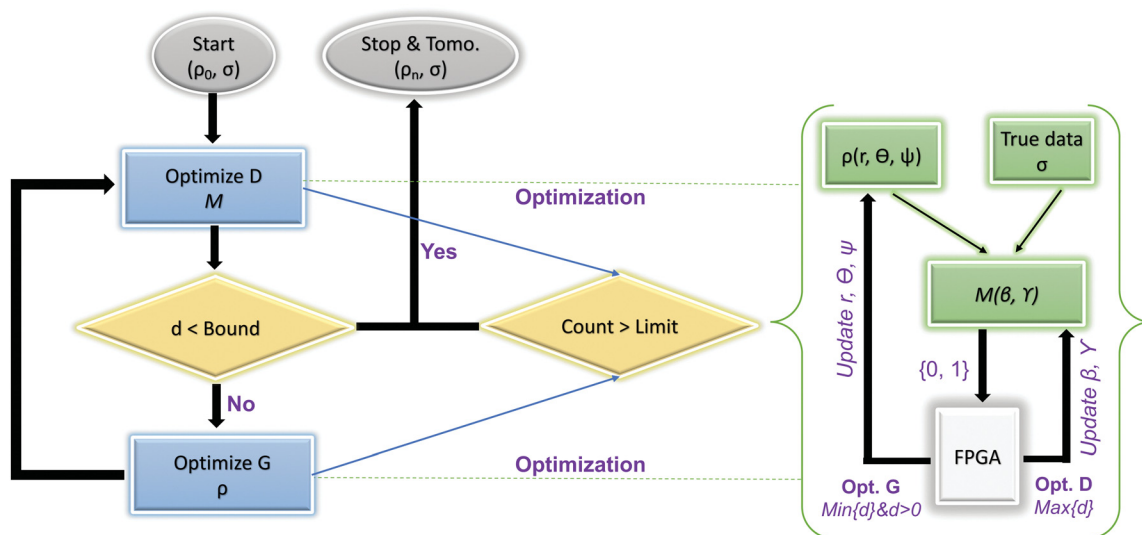 Start
(ρ₀, σ)
Stop & Tomo.
(ρₙ, σ)
Optimize D
M
Optimization
Yes
d < Bound
Count > Limit
No
Optimize G
ρ
Optimization
ρ(r, ϴ, ψ)
True data
σ
M(β, ϒ)
Update r, ϴ, ψ
{0, 1}
Update β, ϒ
FPGA
Opt. G
Min{d}&d>0
Opt. D
Max{d}